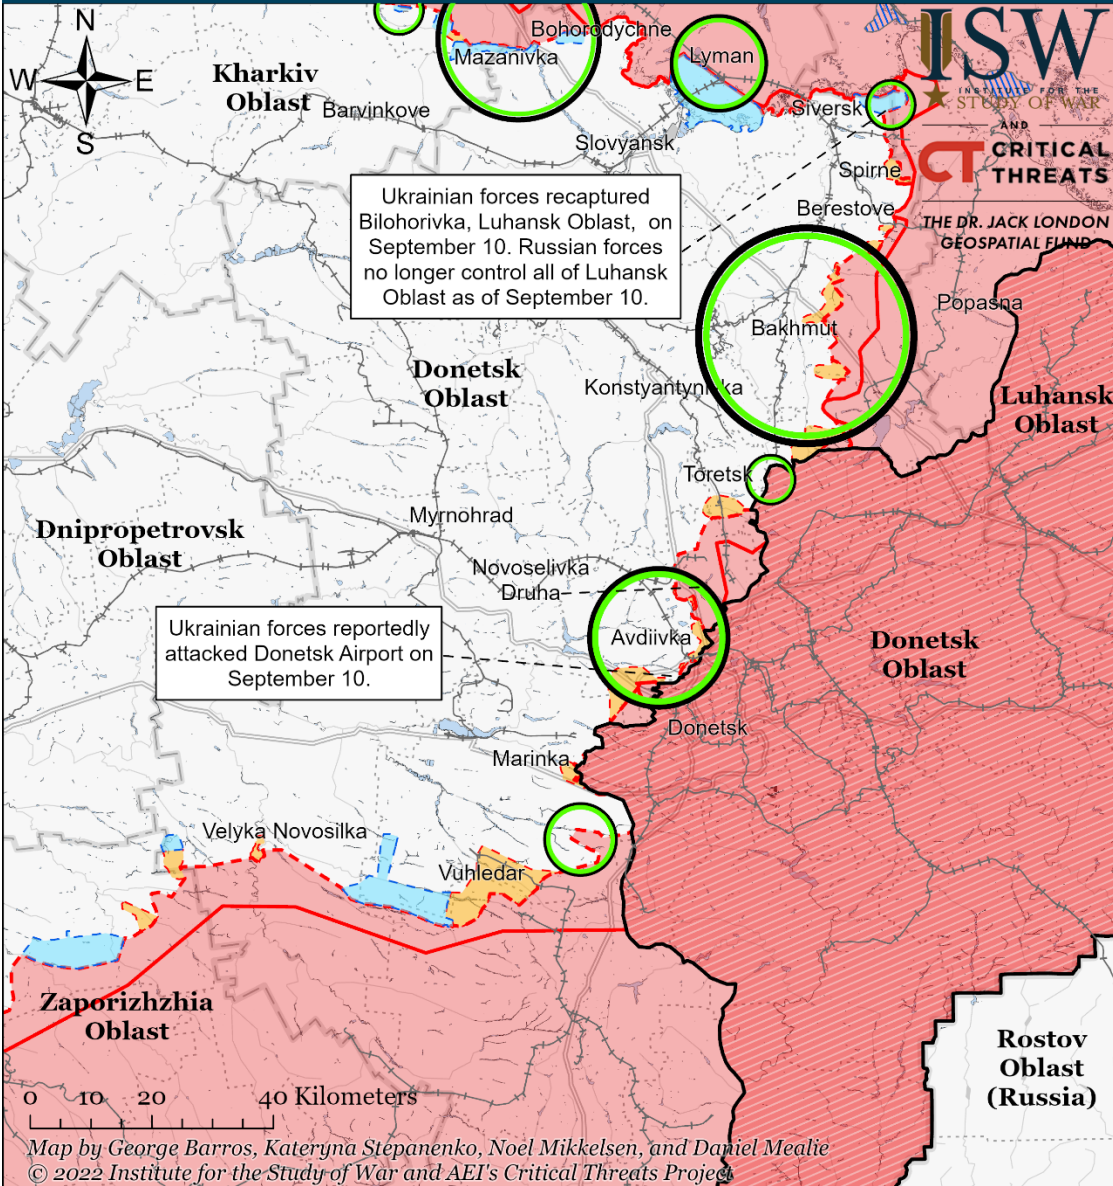 N
W E
S
ISW
INSTITUTE FOR THE
STUDY OF WAR
AND
CT CRITICAL
THREATS
THE DR. JACK LONDON
GEOSPATIAL FUND
Kharkiv
Oblast
Barvinkove
Bohorodychne
Mazanivka
Lyman
Siversk
Slovyansk
Spirne
Berestove
Ukrainian forces recaptured
Bilohorivka, Luhansk Oblast, on
September 10. Russian forces
no longer control all of Luhansk
Oblast as of September 10.
Popasna
Bakhmut
Donetsk
Oblast
Konstyantynivka
Luhansk
Oblast
Toretsk
Myrnohrad
Dnipropetrovsk
Oblast
Novoselivka
Druha
Avdiivka
Ukrainian forces reportedly
attacked Donetsk Airport on
September 10.
Donetsk
Oblast
Donetsk
Marinka
Velyka Novosilka
Vuhledar
Zaporizhzhia
Oblast
Rostov
Oblast
(Russia)
0 10 20 40 Kilometers
Map by George Barros, Kateryna Stepanenko, Noel Mikkelsen, and Daniel Mealie
© 2022 Institute for the Study of War and AEI's Critical Threats Project